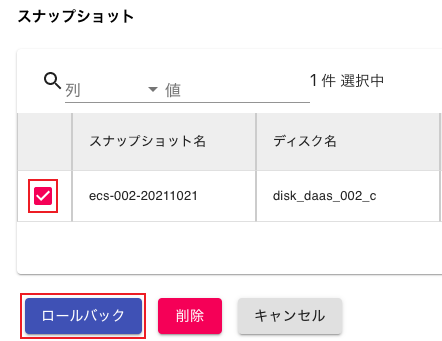 スナップショット
列 値 1 件 選択中
スナップショット名 ディスク名
ecs-002-20211021 disk_daas_002_c
ロールバック 削除 キャンセル